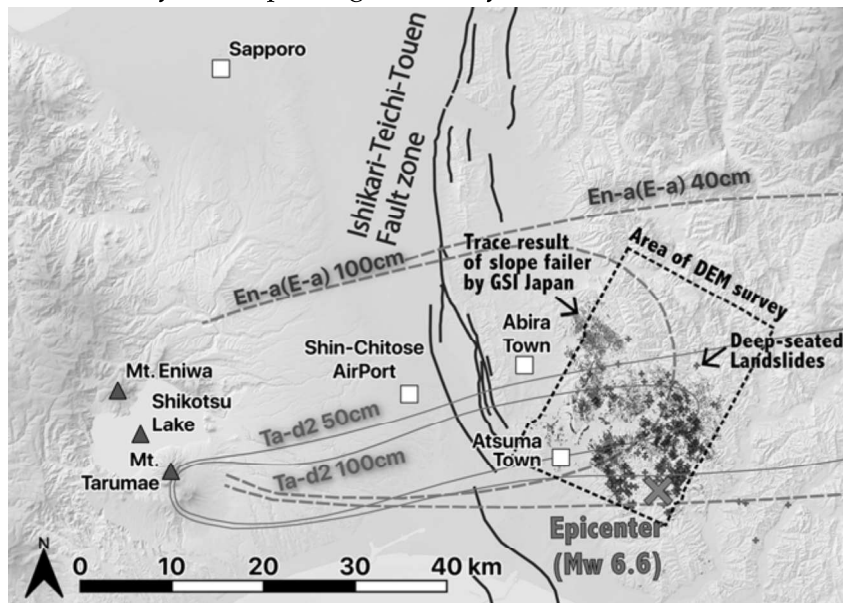 Sapporo
Ishikari-Teichi-Touen
Fault zone
En-a(E-a) 40cm
En-a(E-a) 100cm
Trace result
of slope failer
by GSI Japan
Area of DEM survey
Abira
Town
Deep-seated
Landslides
Shin-Chitose
AirPort
Mt. Eniwa
Shikotsu
Lake
Mt.
Tarumae
Ta-d2 50cm
Ta-d2 100cm
Atsuma
Town
Epicenter
(Mw 6.6)
N
0 10 20 30 40 km